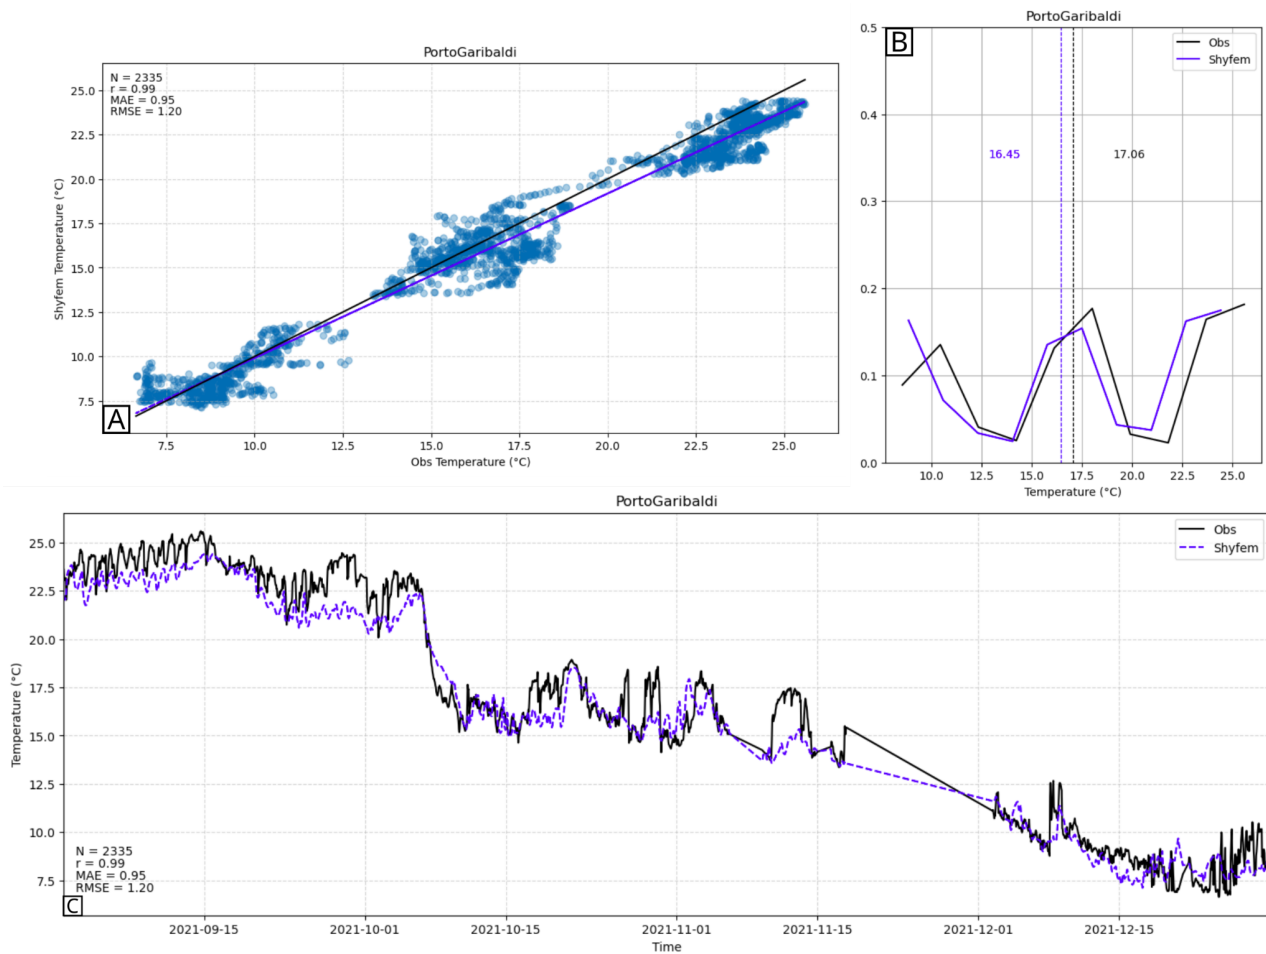 PortoGaribaldi
A
N = 2335
r = 0.99
MAE = 0.95
RMSE = 1.20
Shyfem Temperature (°C)
25.0
22.5
20.0
17.5
15.0
12.5
10.0
7.5
7.5 10.0 12.5 15.0 17.5 20.0 22.5 25.0
Obs Temperature (°C)
PortoGaribaldi
B
Obs
Shyfem
16.45 17.06
0.5
0.4
0.3
0.2
0.1
0.0
10.0 12.5 15.0 17.5 20.0 22.5 25.0
Temperature (°C)
PortoGaribaldi
Obs
Shyfem
Temperature (°C)
25.0
22.5
20.0
17.5
15.0
12.5
10.0
7.5
N = 2335
r = 0.99
MAE = 0.95
RMSE = 1.20
C
2021-09-15 2021-10-01 2021-10-15 2021-11-01 2021-11-15 2021-12-01 2021-12-15
Time